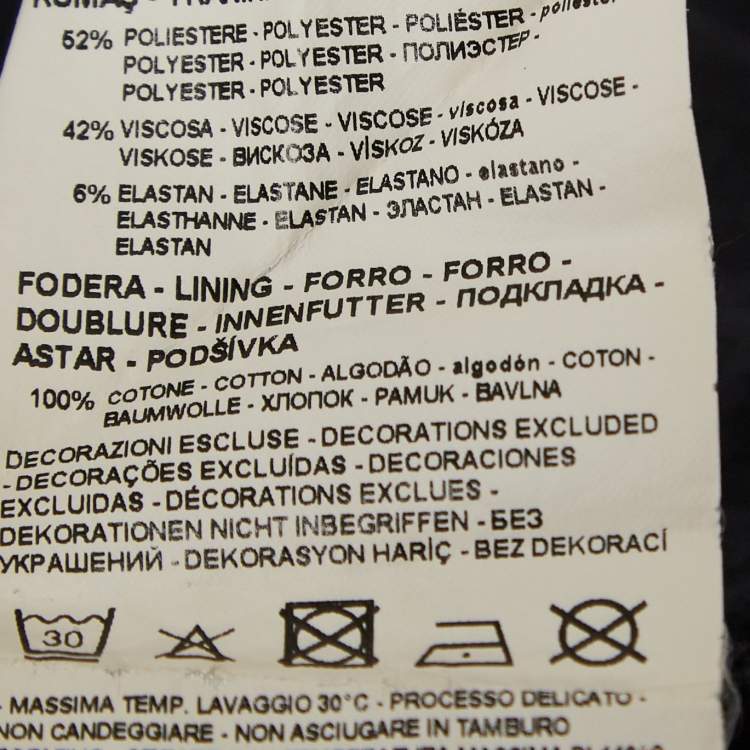 52% POLIESTERE - POLYESTER - POLIÉSTER - poliéster
POLYESTER - POLYESTER - ПОЛИЭСТЕР -
POLYESTER - POLYESTER
42% VISCOSA - VISCOSE - VISCOSE - viscosa - VISCOSE -
VISKOSE - ВИСКОЗА - VİSKOZ - VISKÓZA
6% ELASTAN - ELASTANE - ELASTANO - elastano -
ELASTHANNE - ELASTAN - ЭЛАСТАН - ELASTAN -
ELASTAN
FODERA - LINING - FORRO - FORRO -
DOUBLURE - INNENFUTTER - ПОДКЛАДКА -
ASTAR - PODŠÍVKA
100% COTONE - COTTON - ALGODÃO - algodón - COTON -
BAUMWOLLE - ХЛОПОК - PAMUK - BAVLNA
DECORAZIONI ESCLUSE - DECORATIONS EXCLUDED
- DECORAÇÕES EXCLUÍDAS - DECORACIONES
EXCLUIDAS - DÉCORATIONS EXCLUES -
DEKORATIONEN NICHT INBEGRIFFEN - БЕЗ
УКРАШЕНИЙ - DEKORASYON HARİÇ - BEZ DEKORACÍ
30
- MASSIMA TEMP. LAVAGGIO 30°C - PROCESSO DELICATO -
NON CANDEGGIARE - NON ASCIUGARE IN TAMBURO